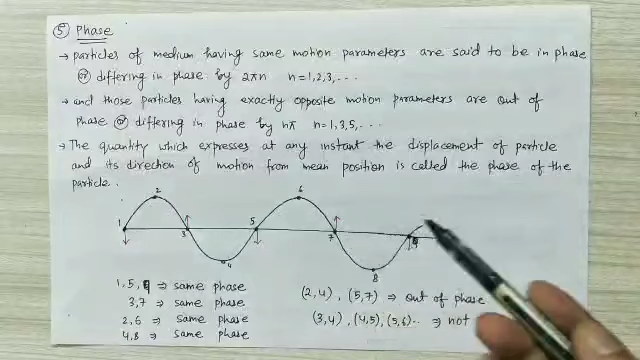 ⑤ Phase
→ particles of medium having same motion parameters are said to be in phase
or differing in phase by 2πn n=1,2,3,...
→ and those particles having exactly opposite motion parameters are out of
phase or differing in phase by nπ n=1,3,5,...
→ The quantity which expresses at any instant the displacement of particle
and its direction of motion from mean position is called the phase of the
particle.
2 6
1 3 5 7 9
4 8
1,5,9 ⇒ same phase
3,7 ⇒ same phase
2,6 ⇒ same phase
4,8 ⇒ same phase
(2,4), (5,7) ⇒ out of phase
(3,4), (4,5), (5,6).. ⇒ not